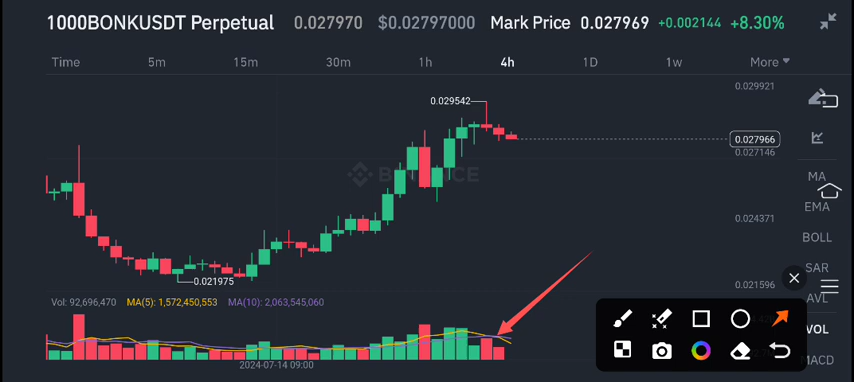 1000BONKUSDT Perpetual 0.027970 $0.02797000 Mark Price 0.027969 +0.002144 +8.30%
Time 5m 15m 30m 1h 4h 1D 1w More
0.029921
0.029542
0.027966
0.027146
BINANCE
MA
EMA
0.024371
BOLL
SAR
0.021975
0.021596
AVL
Vol: 92,696,470 MA(5): 1,572,450,553 MA(10): 2,063,545,060
VOL
MACD
2024-07-14 09:00